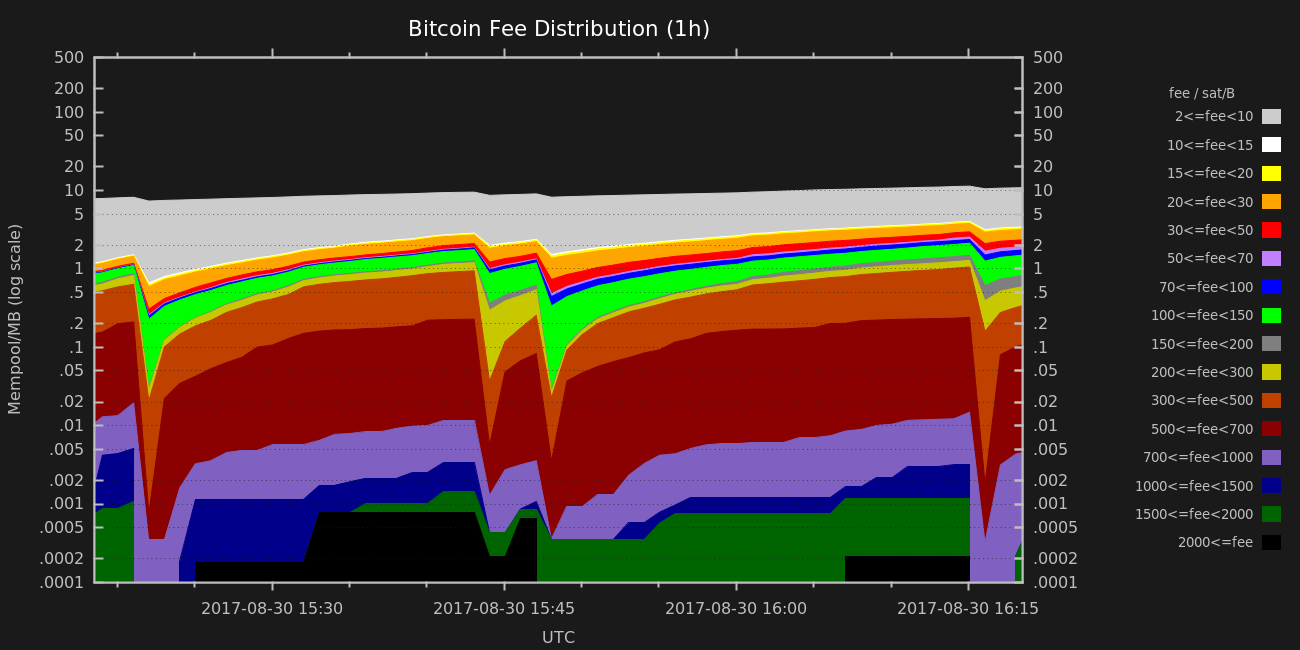 Bitcoin Fee Distribution (1h)
500
200
100
50
20
10
5
2
1
.5
.2
.1
.05
.02
.01
.005
.002
.001
.0005
.0002
.0001
Mempool/MB (log scale)
500
200
100
50
20
10
5
2
1
.5
.2
.1
.05
.02
.01
.005
.002
.001
.0005
.0002
.0001
2017-08-30 15:30
2017-08-30 15:45
2017-08-30 16:00
2017-08-30 16:15
UTC
fee / sat/B
2<=fee<10
10<=fee<15
15<=fee<20
20<=fee<30
30<=fee<50
50<=fee<70
70<=fee<100
100<=fee<150
150<=fee<200
200<=fee<300
300<=fee<500
500<=fee<700
700<=fee<1000
1000<=fee<1500
1500<=fee<2000
2000<=fee